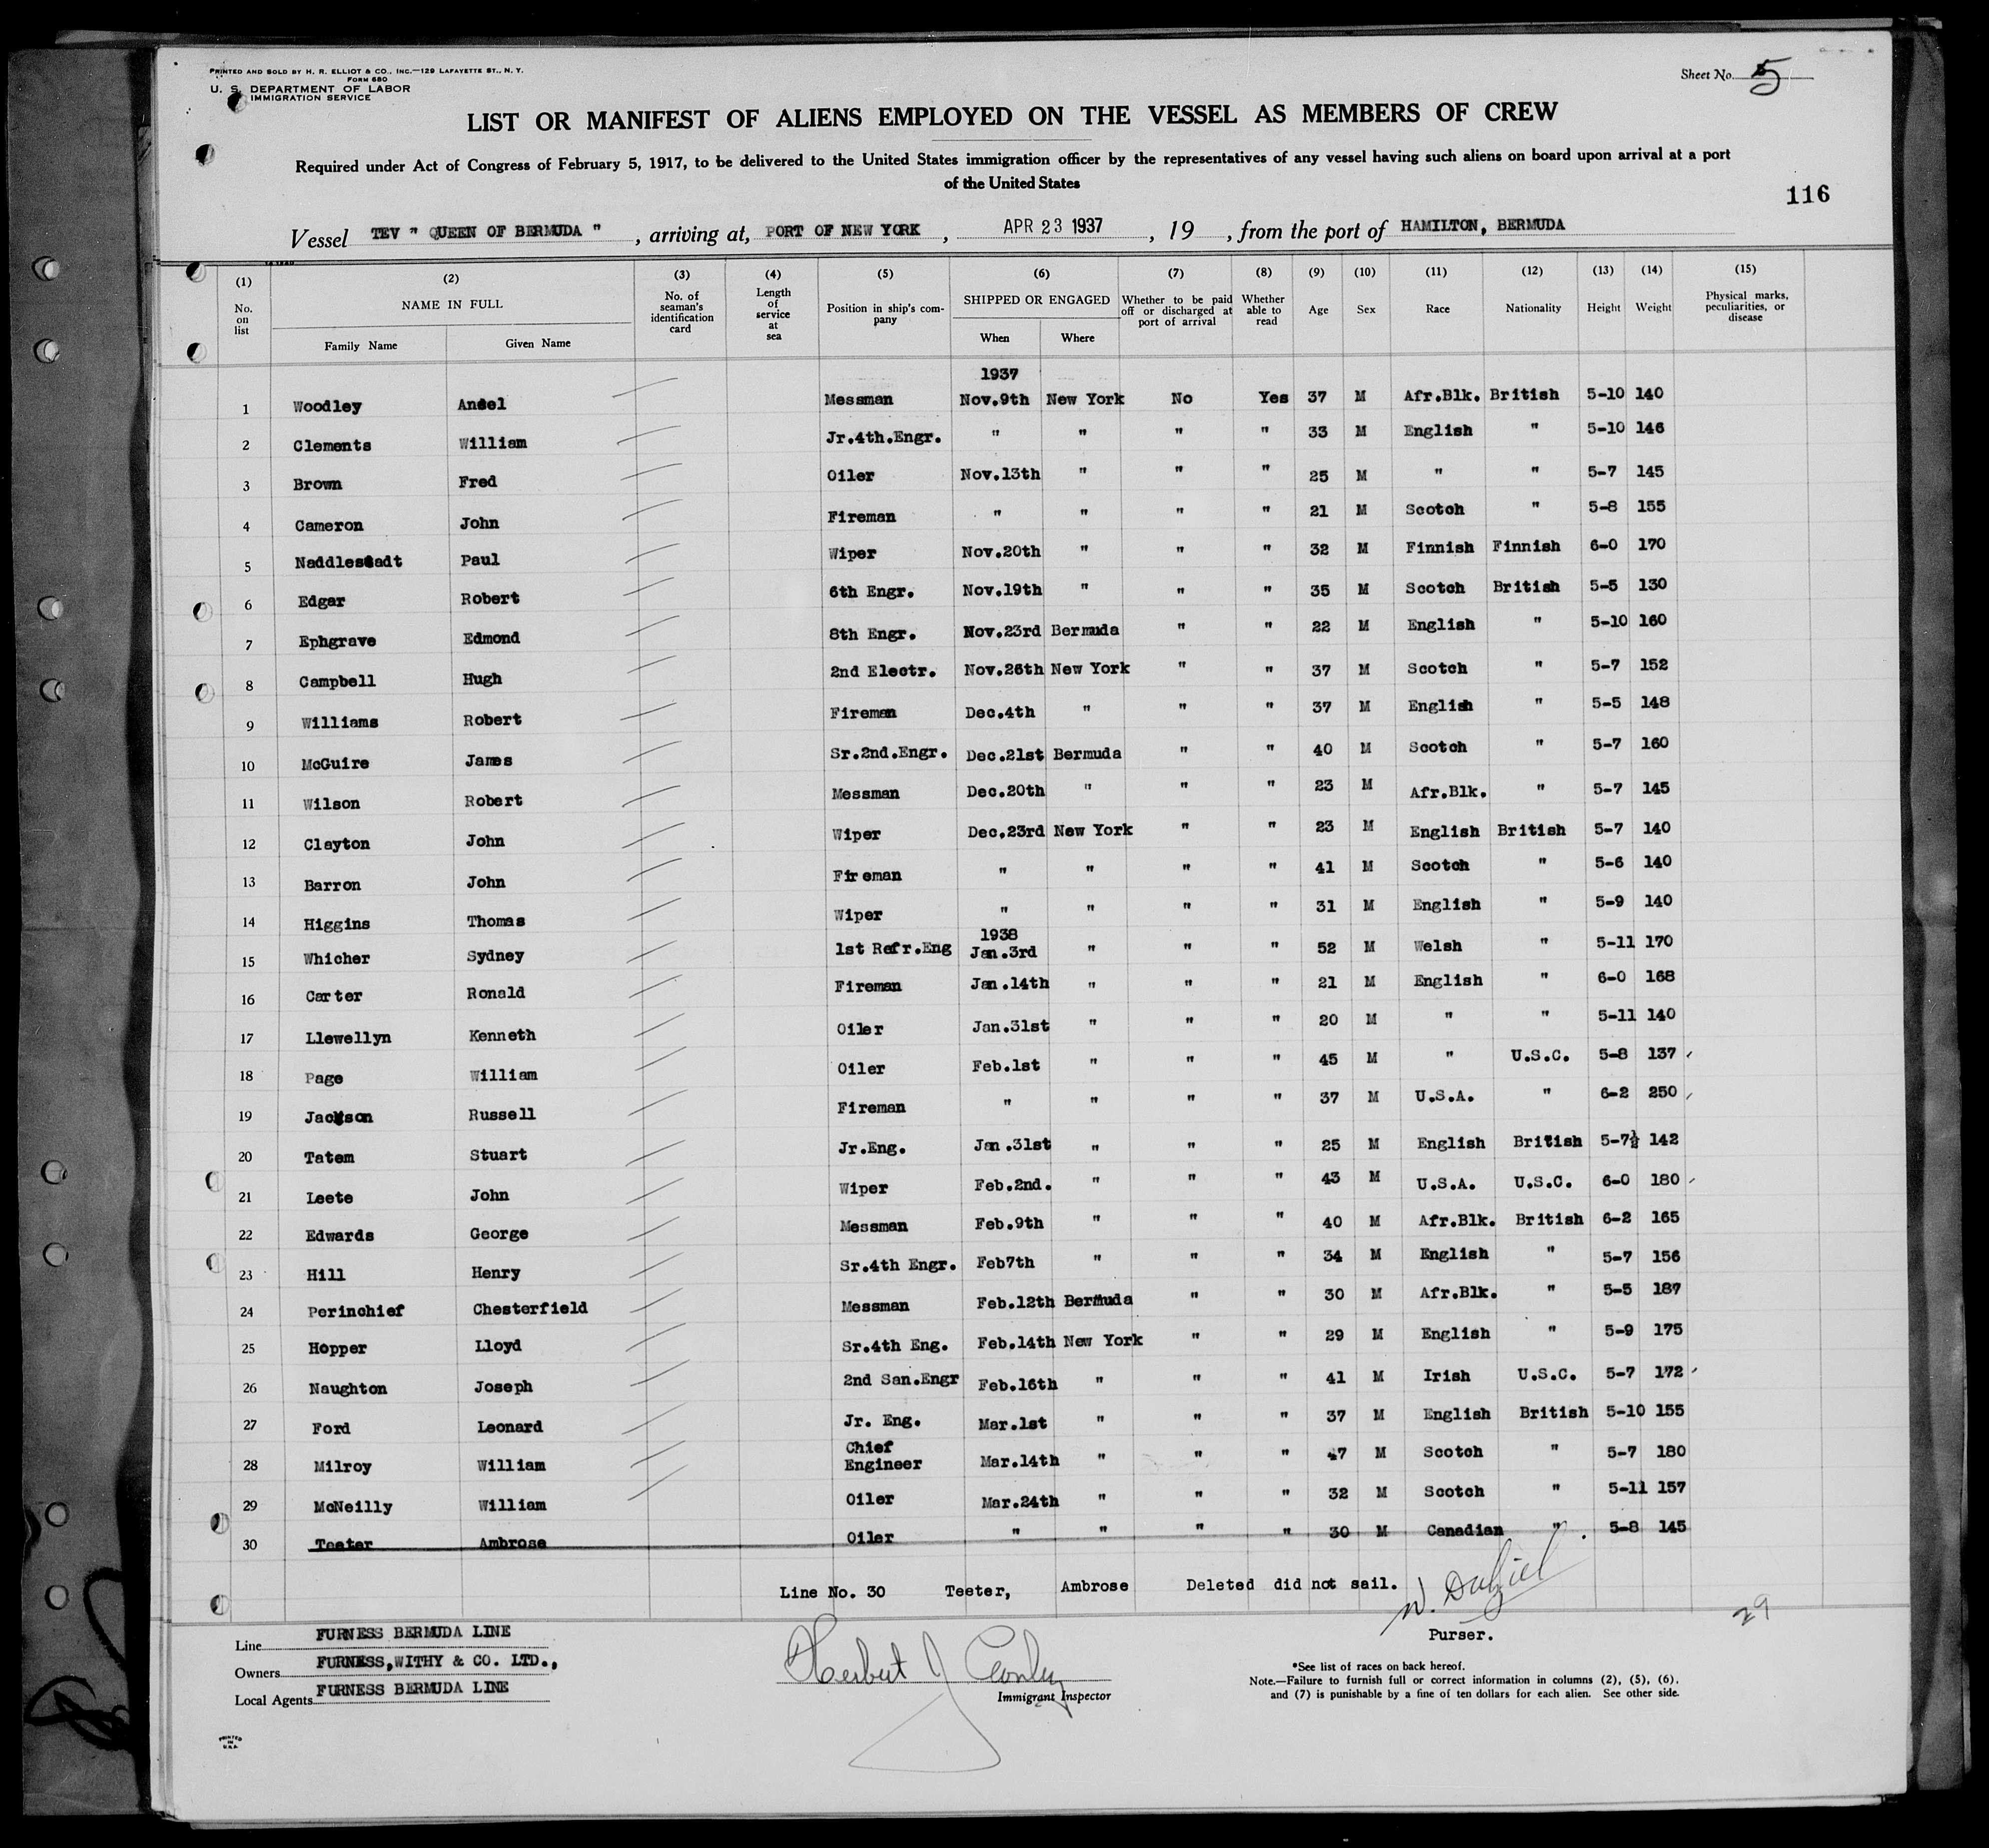 PRINTED AND SOLD BY H. R. ELLIOT & CO., INC.—129 LAFAYETTE ST., N. Y.
FORM 680
U. S. DEPARTMENT OF LABOR
IMMIGRATION SERVICE
Sheet No. 5
LIST OR MANIFEST OF ALIENS EMPLOYED ON THE VESSEL AS MEMBERS OF CREW
Required under Act of Congress of February 5, 1917, to be delivered to the United States immigration officer by the representatives of any vessel having such aliens on board upon arrival at a port
of the United States
116
Vessel TEV " QUEEN OF BERMUDA " , arriving at, PORT OF NEW YORK , APR 23 1937 , 19 , from the port of HAMILTON, BERMUDA
(1) (2) (3) (4) (5) (6) (7) (8) (9) (10) (11) (12) (13) (14) (15)
No. on list NAME IN FULL Family Name Given Name No. of seaman's identification card Length of service at sea Position in ship's company SHIPPED OR ENGAGED When Where Whether to be paid off or discharged at port of arrival Whether able to read Age Sex Race Nationality Height Weight Physical marks, peculiarities, or disease
1937
1 Woodley Ansel Messman Nov.9th New York No Yes 37 M Afr.Blk. British 5-10 140
2 Clements William Jr.4th.Engr. " " " " 33 M English " 5-10 146
3 Brown Fred Oiler Nov.13th " " " 25 M " " 5-7 145
4 Cameron John Fireman " " " " 21 M Scotch " 5-8 155
5 Naddlestadt Paul Wiper Nov.20th " " " 32 M Finnish Finnish 6-0 170
6 Edgar Robert 6th Engr. Nov.19th " " " 35 M Scotch British 5-5 130
7 Ephgrave Edmond 8th Engr. Nov.23rd Bermuda " " 22 M English " 5-10 160
8 Campbell Hugh 2nd Electr. Nov.26th New York " " 37 M Scotch " 5-7 152
9 Williams Robert Fireman Dec.4th " " " 37 M English " 5-5 148
10 McGuire James Sr.2nd.Engr. Dec.21st Bermuda " " 40 M Scotch " 5-7 160
11 Wilson Robert Messman Dec.20th " " " 23 M Afr.Blk. " 5-7 145
12 Clayton John Wiper Dec.23rd New York " " 23 M English British 5-7 140
13 Barron John Fireman " " " " 41 M Scotch " 5-6 140
14 Higgins Thomas Wiper " " " " 31 M English " 5-9 140
1938
15 Whicher Sydney 1st Refr.Eng Jan.3rd " " " 52 M Welsh " 5-11 170
16 Carter Ronald Fireman Jan.14th " " " 21 M English " 6-0 168
17 Llewellyn Kenneth Oiler Jan.31st " " " 20 M " " 5-11 140
18 Page William Oiler Feb.1st " " " 45 M " U.S.C. 5-8 137
19 Jackson Russell Fireman " " " " 37 M U.S.A. " 6-2 250
20 Tatem Stuart Jr.Eng. Jan.31st " " " 25 M English British 5-7½ 142
21 Leete John Wiper Feb.2nd. " " " 43 M U.S.A. U.S.C. 6-0 180
22 Edwards George Messman Feb.9th " " " 40 M Afr.Blk. British 6-2 165
23 Hill Henry Sr.4th Engr. Feb7th " " " 34 M English " 5-7 156
24 Perinchief Chesterfield Messman Feb.12th Bermuda " " 30 M Afr.Blk. " 5-5 187
25 Hopper Lloyd Sr.4th Eng. Feb.14th New York " " 29 M English " 5-9 175
26 Naughton Joseph 2nd San.Engr Feb.16th " " " 41 M Irish U.S.C. 5-7 172
27 Ford Leonard Jr. Eng. Mar.1st " " " 37 M English British 5-10 155
28 Milroy William Chief Engineer Mar.14th " " " 47 M Scotch " 5-7 180
29 McNeilly William Oiler Mar.24th " " " 32 M Scotch " 5-11 157
30 Teeter Ambrose Oiler " " " " 30 M Canadian " 5-8 145
Line No. 30 Teeter, Ambrose Deleted did not sail.
Purser.
29
Line FURNESS BERMUDA LINE
Owners FURNESS,WITHY & CO. LTD.,
Local Agents FURNESS BERMUDA LINE
Herbert J
Immigrant Inspector
*See list of races on back hereof.
Note.—Failure to furnish full or correct information in columns (2), (5), (6),
and (7) is punishable by a fine of ten dollars for each alien. See other side.
PRINTED
IN
U.S.A.